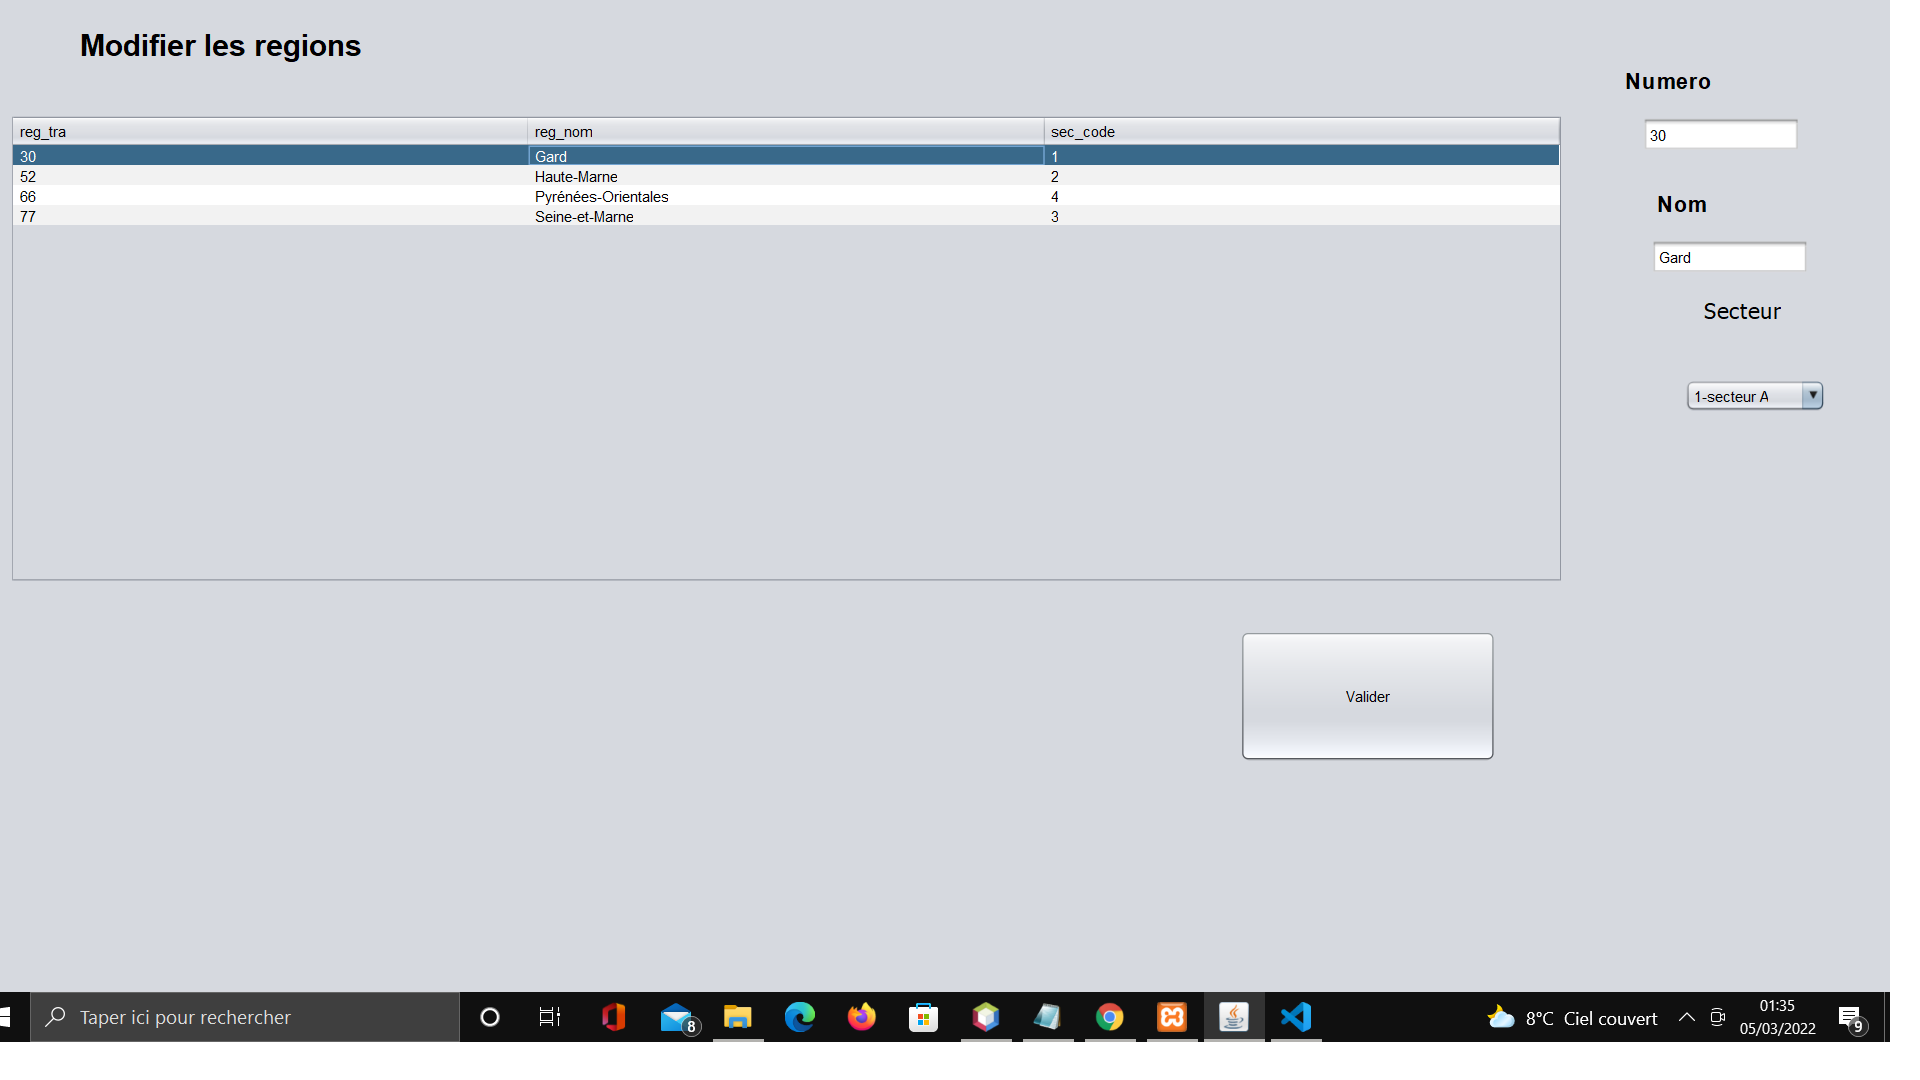 Modifier les regions
Numero
reg_tra reg_nom sec_code
30
30 Gard 1
52 Haute-Marne 2
66 Pyrénées-Orientales 4
77 Seine-et-Marne 3
Nom
Gard
Secteur
1-secteur A
Valider
Taper ici pour rechercher
8
8°C Ciel couvert
01:35
05/03/2022
9